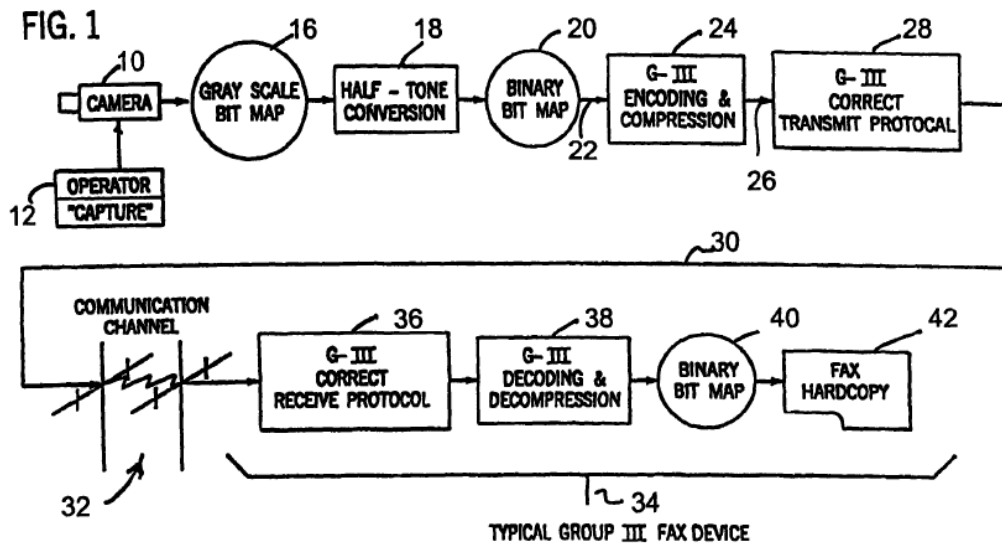 FIG. 1
10
16
18
20
24
28
CAMERA
GRAY SCALE
BIT MAP
HALF - TONE
CONVERSION
BINARY
BIT MAP
G-III
ENCODING &
COMPRESSION
G-III
CORRECT
TRANSMIT PROTOCAL
22
26
12
OPERATOR
"CAPTURE"
30
COMMUNICATION
CHANNEL
36
38
40
42
G-III
CORRECT
RECEIVE PROTOCOL
G-III
DECODING &
DECOMPRESSION
BINARY
BIT MAP
FAX
HARDCOPY
32
34
TYPICAL GROUP III FAX DEVICE